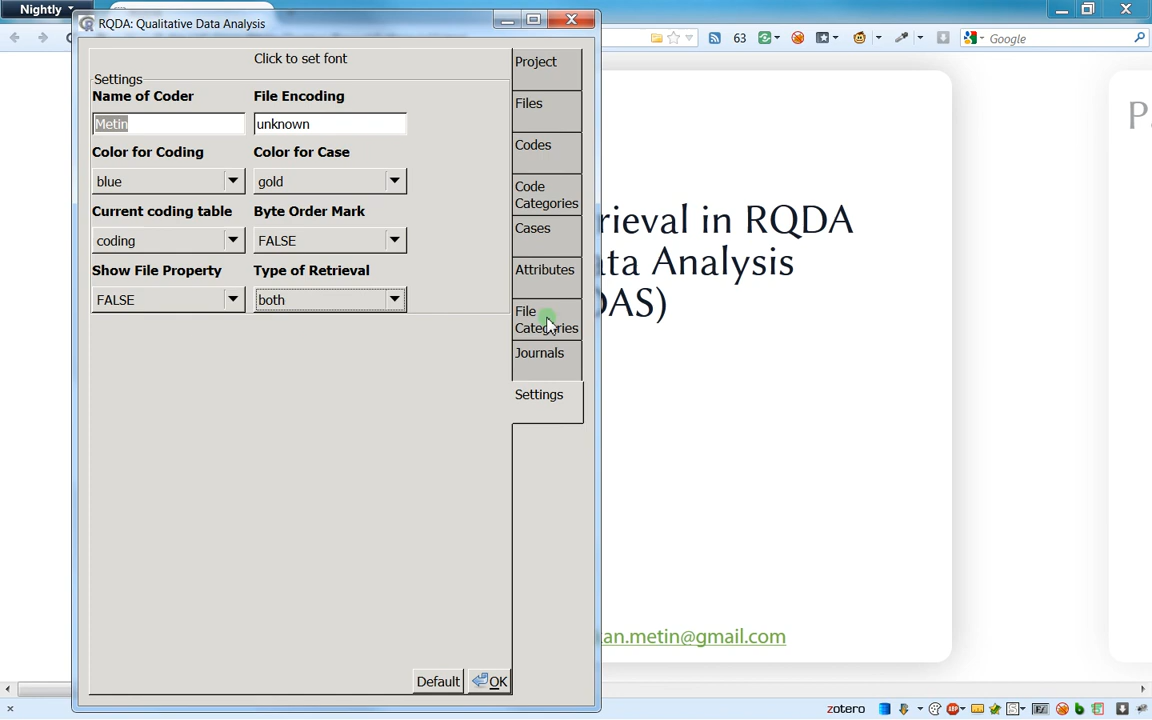 Nightly
RQDA: Qualitative Data Analysis
63
Google
Click to set font
Settings
Name of Coder
File Encoding
Metin
unknown
Color for Coding
Color for Case
blue
gold
Current coding table
Byte Order Mark
coding
FALSE
Show File Property
Type of Retrieval
FALSE
both
Default
OK
Project
Files
Codes
Code
Categories
Cases
Attributes
File
Categories
Journals
Settings
rieval in RQDA
ta Analysis
DAS)
an.metin@gmail.com
P
zotero